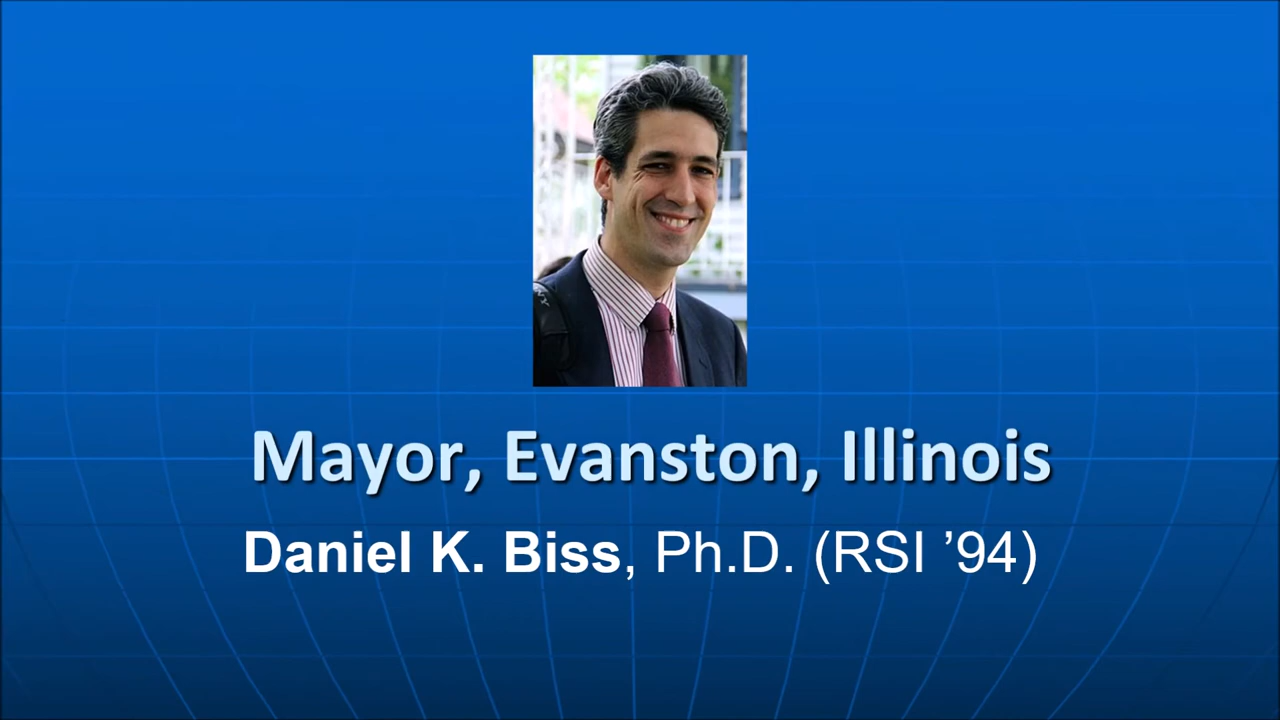 Mayor, Evanston, Illinois
Daniel K. Biss, Ph.D. (RSI ’94)